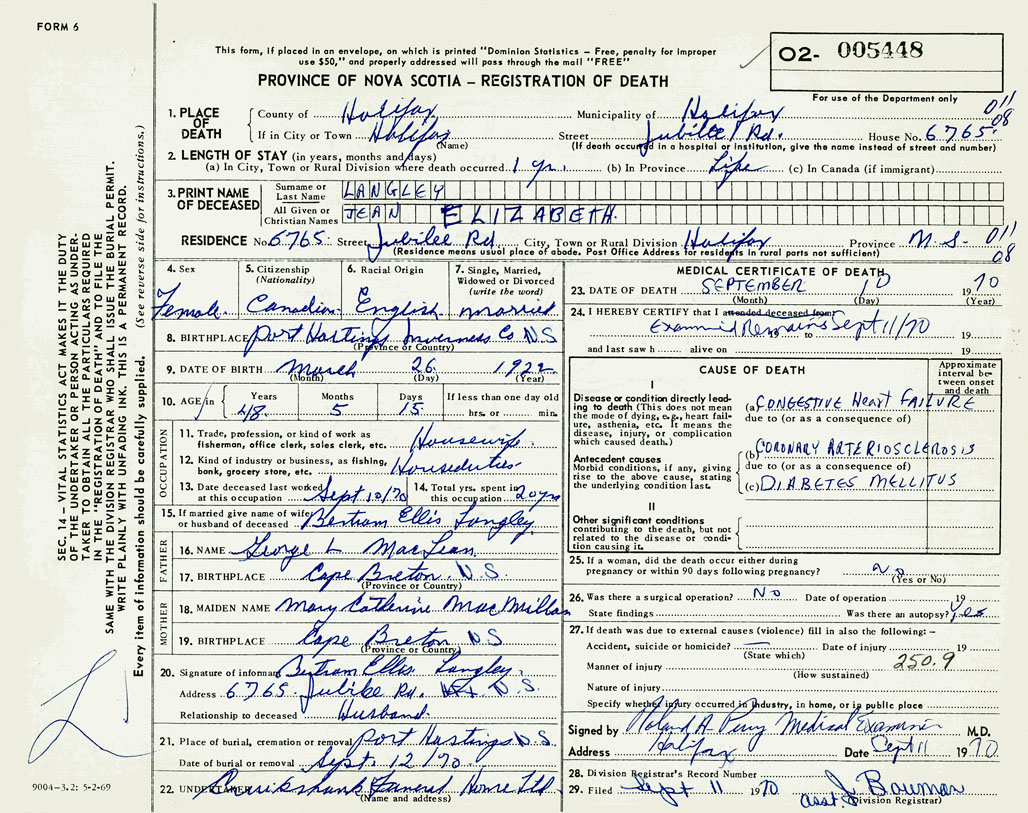 FORM 6
This form, if placed in an envelope, on which is printed "Dominion Statistics – Free, penalty for improper
use $50," and properly addressed will pass through the mail "FREE"
PROVINCE OF NOVA SCOTIA – REGISTRATION OF DEATH
O2- 005448
For use of the Department only
011
08
1. PLACE OF DEATH
County of Halifax Municipality of Halifax
If in City or Town Halifax Street Jubilee Rd. House No. 6765
(Name) (If death occurred in a hospital or institution, give the name instead of street and number)
2. LENGTH OF STAY (in years, months and days)
(a) In City, Town or Rural Division where death occurred 1 yr. (b) In Province Life (c) In Canada (if immigrant)
3. PRINT NAME OF DECEASED
Surname or Last Name LANGLEY
All Given or Christian Names JEAN ELIZABETH
RESIDENCE No. 6765 Street Jubilee Rd City, Town or Rural Division Halifax Province N.S. 011
(Residence means usual place of abode. Post Office Address for residents in rural parts not sufficient) 08
4. Sex Female
5. Citizenship (Nationality) Canadian
6. Racial Origin English
7. Single, Married, Widowed or Divorced (write the word) married
8. BIRTHPLACE Port Hastings Inverness Co N.S
(Province or Country)
9. DATE OF BIRTH March 26 1922
(Month) (Day) (Year)
10. AGE in Years 48 Months 5 Days 15 If less than one day old
hrs. or min.
OCCUPATION
11. Trade, profession, or kind of work as
fisherman, office clerk, sales clerk, etc. Housewife
12. Kind of industry or business, as fishing,
bank, grocery store, etc. Houseduties
13. Date deceased last worked
at this occupation Sept 10/70
14. Total yrs. spent in
this occupation 20 yrs
15. If married give name of wife
or husband of deceased Bertram Ellis Langley
FATHER
16. NAME George L MacLean
17. BIRTHPLACE Cape Breton. N.S.
(Province or Country)
MOTHER
18. MAIDEN NAME Mary Catherine MacMillan
19. BIRTHPLACE Cape Breton N.S
(Province or Country)
20. Signature of informant Bertram Ellis Langley
Address 6765 Jubilee Rd. Hfx N.S
Relationship to deceased Husband
21. Place of burial, cremation or removal Port Hastings N.S.
Date of burial or removal Sept. 12/70
22. UNDERTAKER Cruikshank Funeral Home Ltd
(Name and address)
MEDICAL CERTIFICATE OF DEATH
23. DATE OF DEATH SEPTEMBER 10 1970
(Month) (Day) (Year)
24. I HEREBY CERTIFY that I attended deceased from
Examined Remains Sept 11/70
19 to 19
and last saw h alive on 19
CAUSE OF DEATH
Approximate interval between onset and death
I
Disease or condition directly leading to death (This does not mean the mode of dying, e.g., heart failure, asthenia, etc. It means the disease, injury, or complication which caused death.)
(a) CONGESTIVE HEART FAILURE
due to (or as a consequence of)
Antecedent causes
Morbid conditions, if any, giving rise to the above cause, stating the underlying condition last.
(b) CORONARY ARTERIOSCLEROSIS
due to (or as a consequence of)
(c) DIABETES MELLITUS
II
Other significant conditions
contributing to the death, but not related to the disease or condition causing it.
25. If a woman, did the death occur either during
pregnancy or within 90 days following pregnancy? no
(Yes or No)
26. Was there a surgical operation? No Date of operation 19
State findings Was there an autopsy? Yes
27. If death was due to external causes (violence) fill in also the following:–
Accident, suicide or homicide? Date of injury 19
(State which)
Manner of injury 250.9
(How sustained)
Nature of injury
Specify whether injury occurred in industry, in home, or in public place
Signed by Roland A. Perry Medical Examiner M.D.
Address Halifax Date Sept 11 1970
28. Division Registrar's Record Number
29. Filed Sept 11 1970 J. Bauman
asst. (Division Registrar)
SEC. 14 – VITAL STATISTICS ACT MAKES IT THE DUTY
OF THE UNDERTAKER OR PERSON ACTING AS UNDERTAKER TO OBTAIN ALL THE PARTICULARS REQUIRED
IN THE "REGISTRATION OF DEATH" AND TO FILE THE
SAME WITH THE DIVISION REGISTRAR WHO SHALL ISSUE THE BURIAL PERMIT.
WRITE PLAINLY WITH UNFADING INK. THIS IS A PERMANENT RECORD.
Every item of information should be carefully supplied. (See reverse side for instructions.)
9004-3.2: 5-2-69